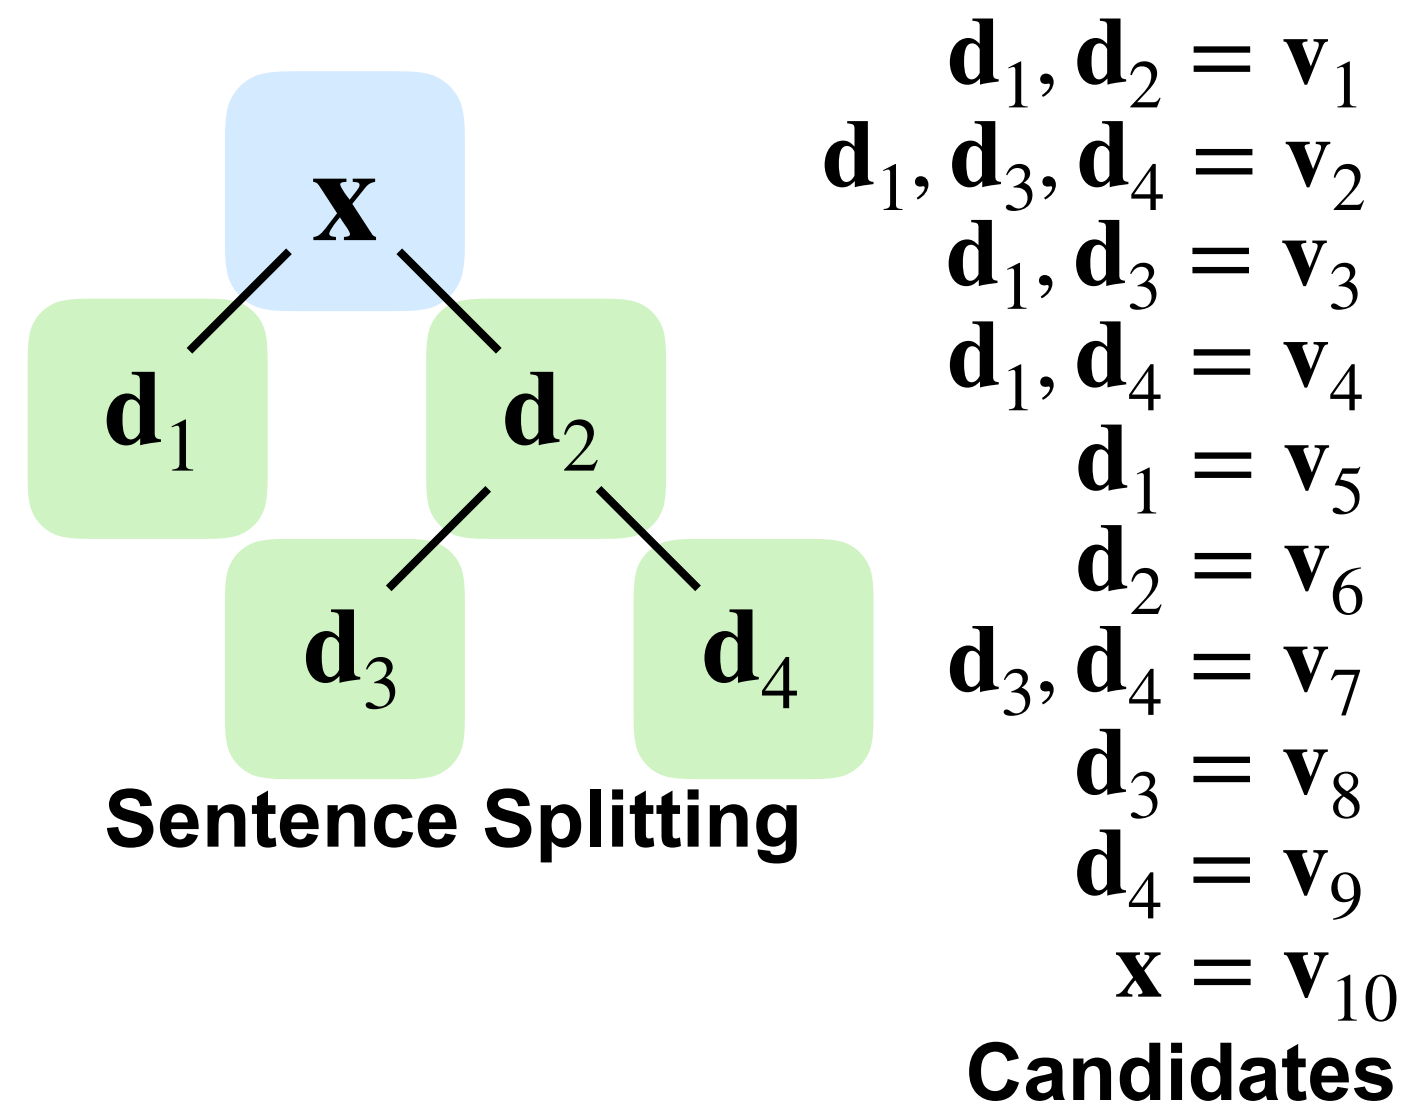 x
d₁ d₂
d₃ d₄
Sentence Splitting
d₁, d₂ = v₁
d₁, d₃, d₄ = v₂
d₁, d₃ = v₃
d₁, d₄ = v₄
d₁ = v₅
d₂ = v₆
d₃, d₄ = v₇
d₃ = v₈
d₄ = v₉
x = v₁₀
Candidates